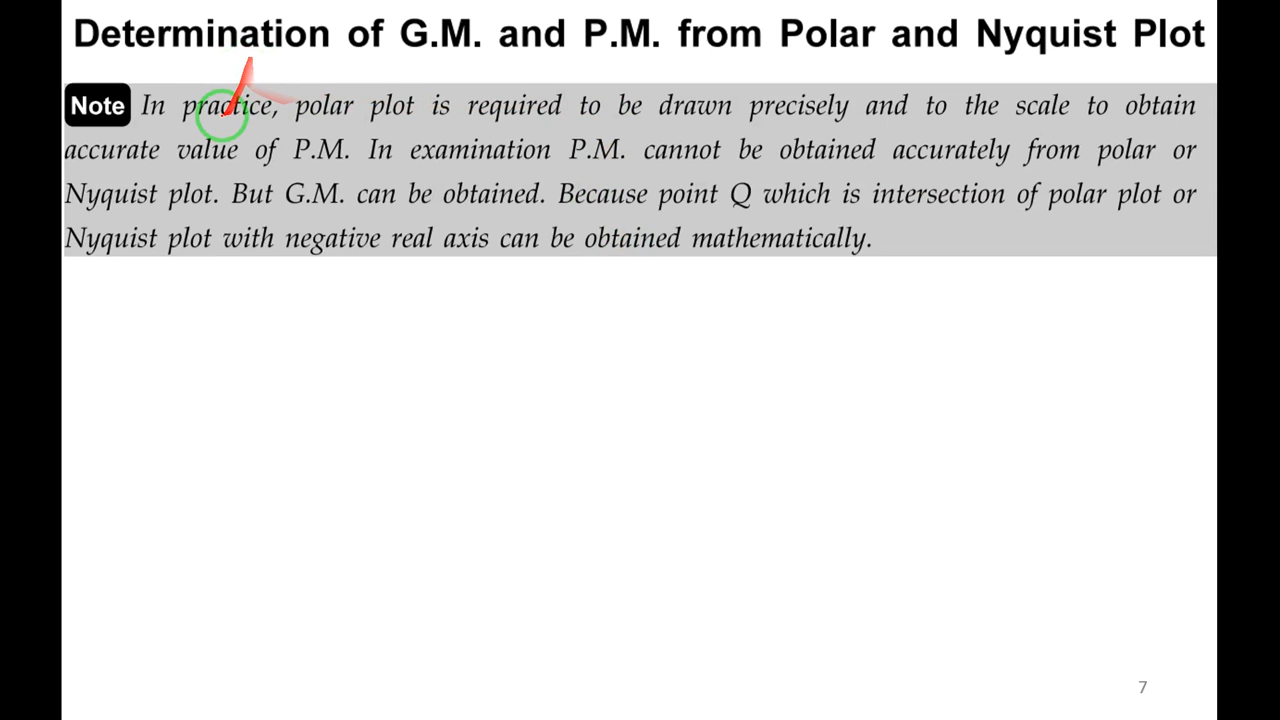 Determination of G.M. and P.M. from Polar and Nyquist Plot
Note In practice, polar plot is required to be drawn precisely and to the scale to obtain
accurate value of P.M. In examination P.M. cannot be obtained accurately from polar or
Nyquist plot. But G.M. can be obtained. Because point Q which is intersection of polar plot or
Nyquist plot with negative real axis can be obtained mathematically.
7